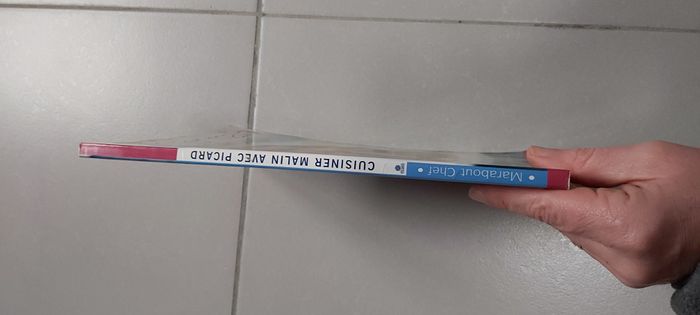 • Marabout Chef •
CUISINER MALIN AVEC PICARD